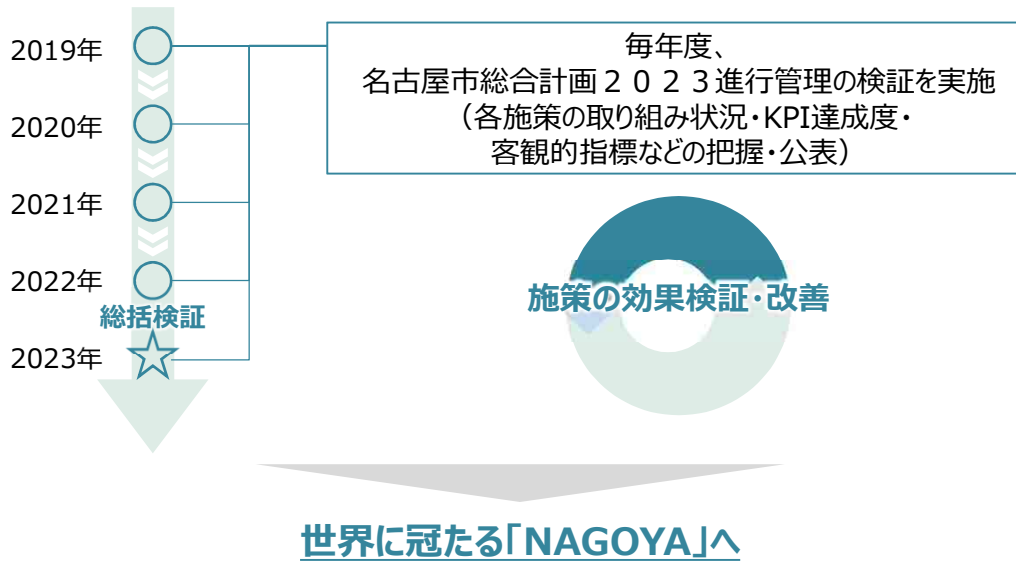 2019年
毎年度、
名古屋市総合計画２０２３進行管理の検証を実施
（各施策の取り組み状況・KPI達成度・
客観的指標などの把握・公表）
2020年
2021年
2022年
総括検証
2023年
施策の効果検証・改善
世界に冠たる「NAGOYA」へ